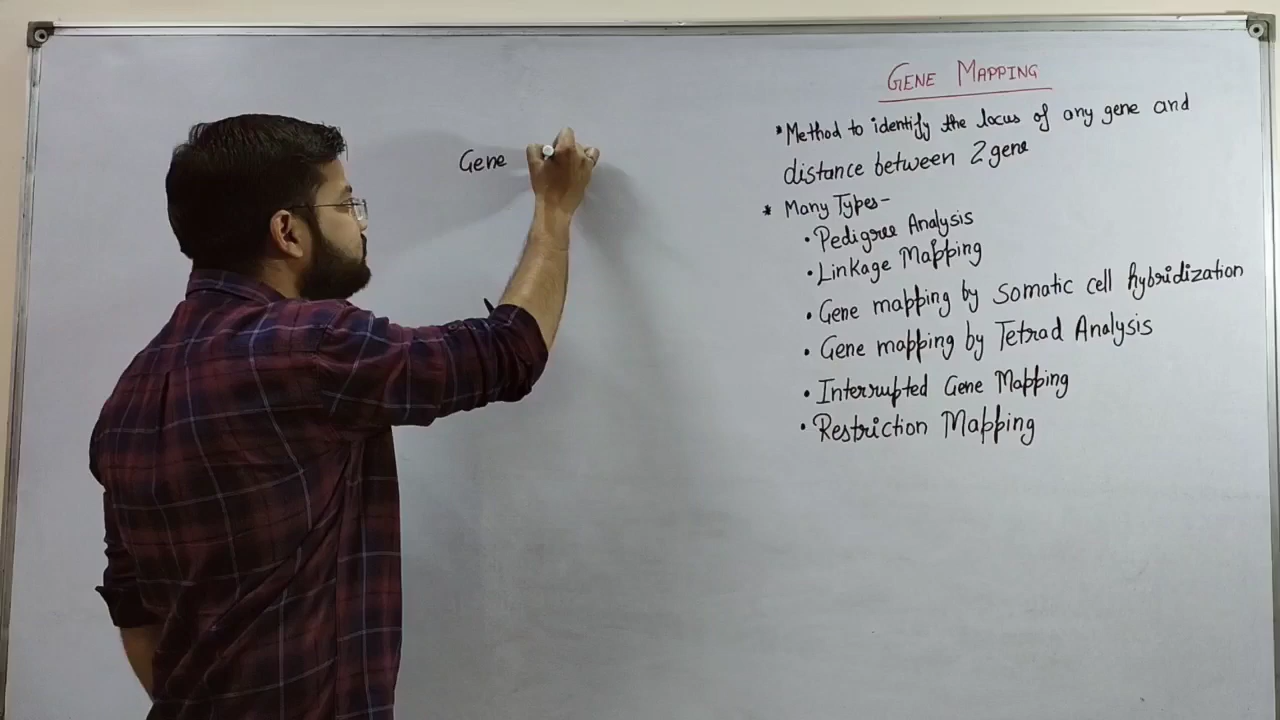 Gene
GENE MAPPING
* Method to identify the locus of any gene and
distance between 2 gene
* Many Types-
• Pedigree Analysis
• Linkage Mapping
• Gene mapping by Somatic cell hybridization
• Gene mapping by Tetrad Analysis
• Interrupted Gene Mapping
• Restriction Mapping